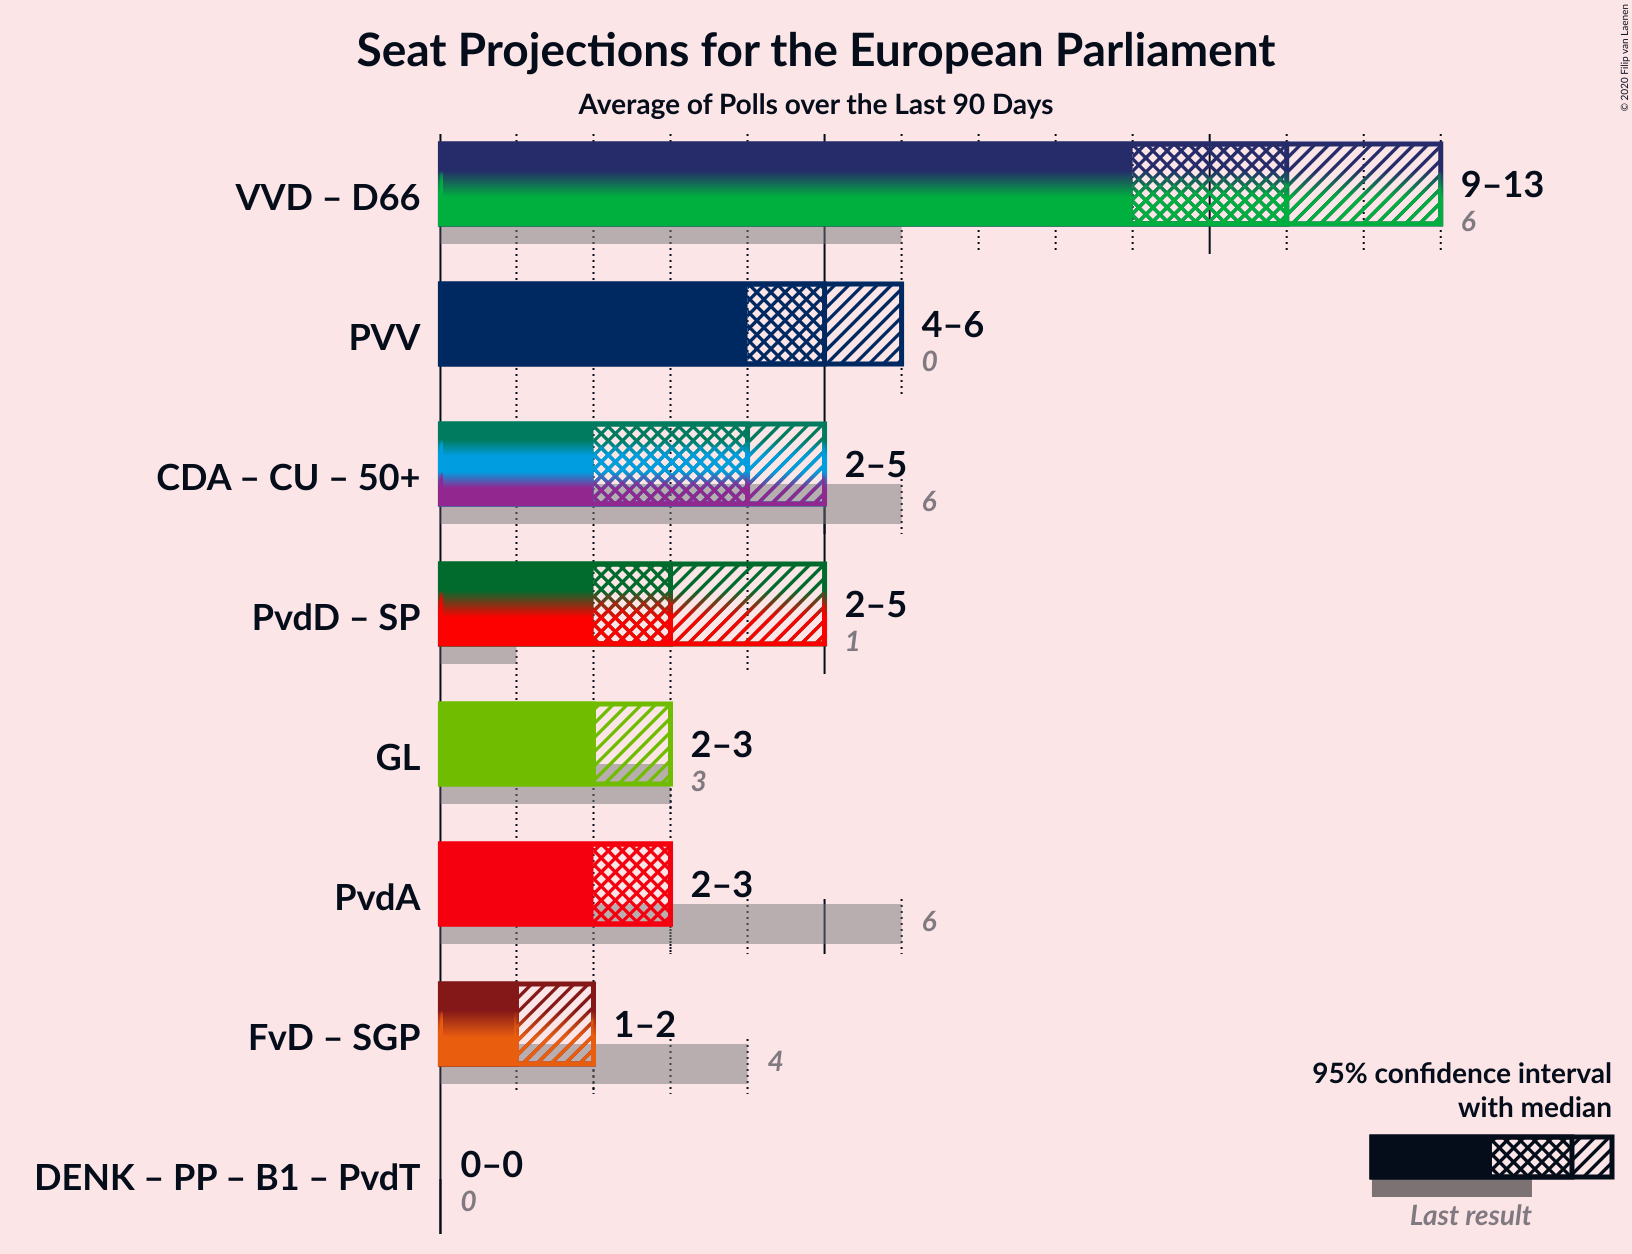 Seat Projections for the European Parliament
Average of Polls over the Last 90 Days
© 2020 Filip van Laenen
VVD – D66
9–13
6
PVV
4–6
0
CDA – CU – 50+
2–5
6
PvdD – SP
2–5
1
GL
2–3
3
PvdA
2–3
6
FvD – SGP
1–2
4
DENK – PP – B1 – PvdT
0–0
0
95% confidence interval
with median
Last result